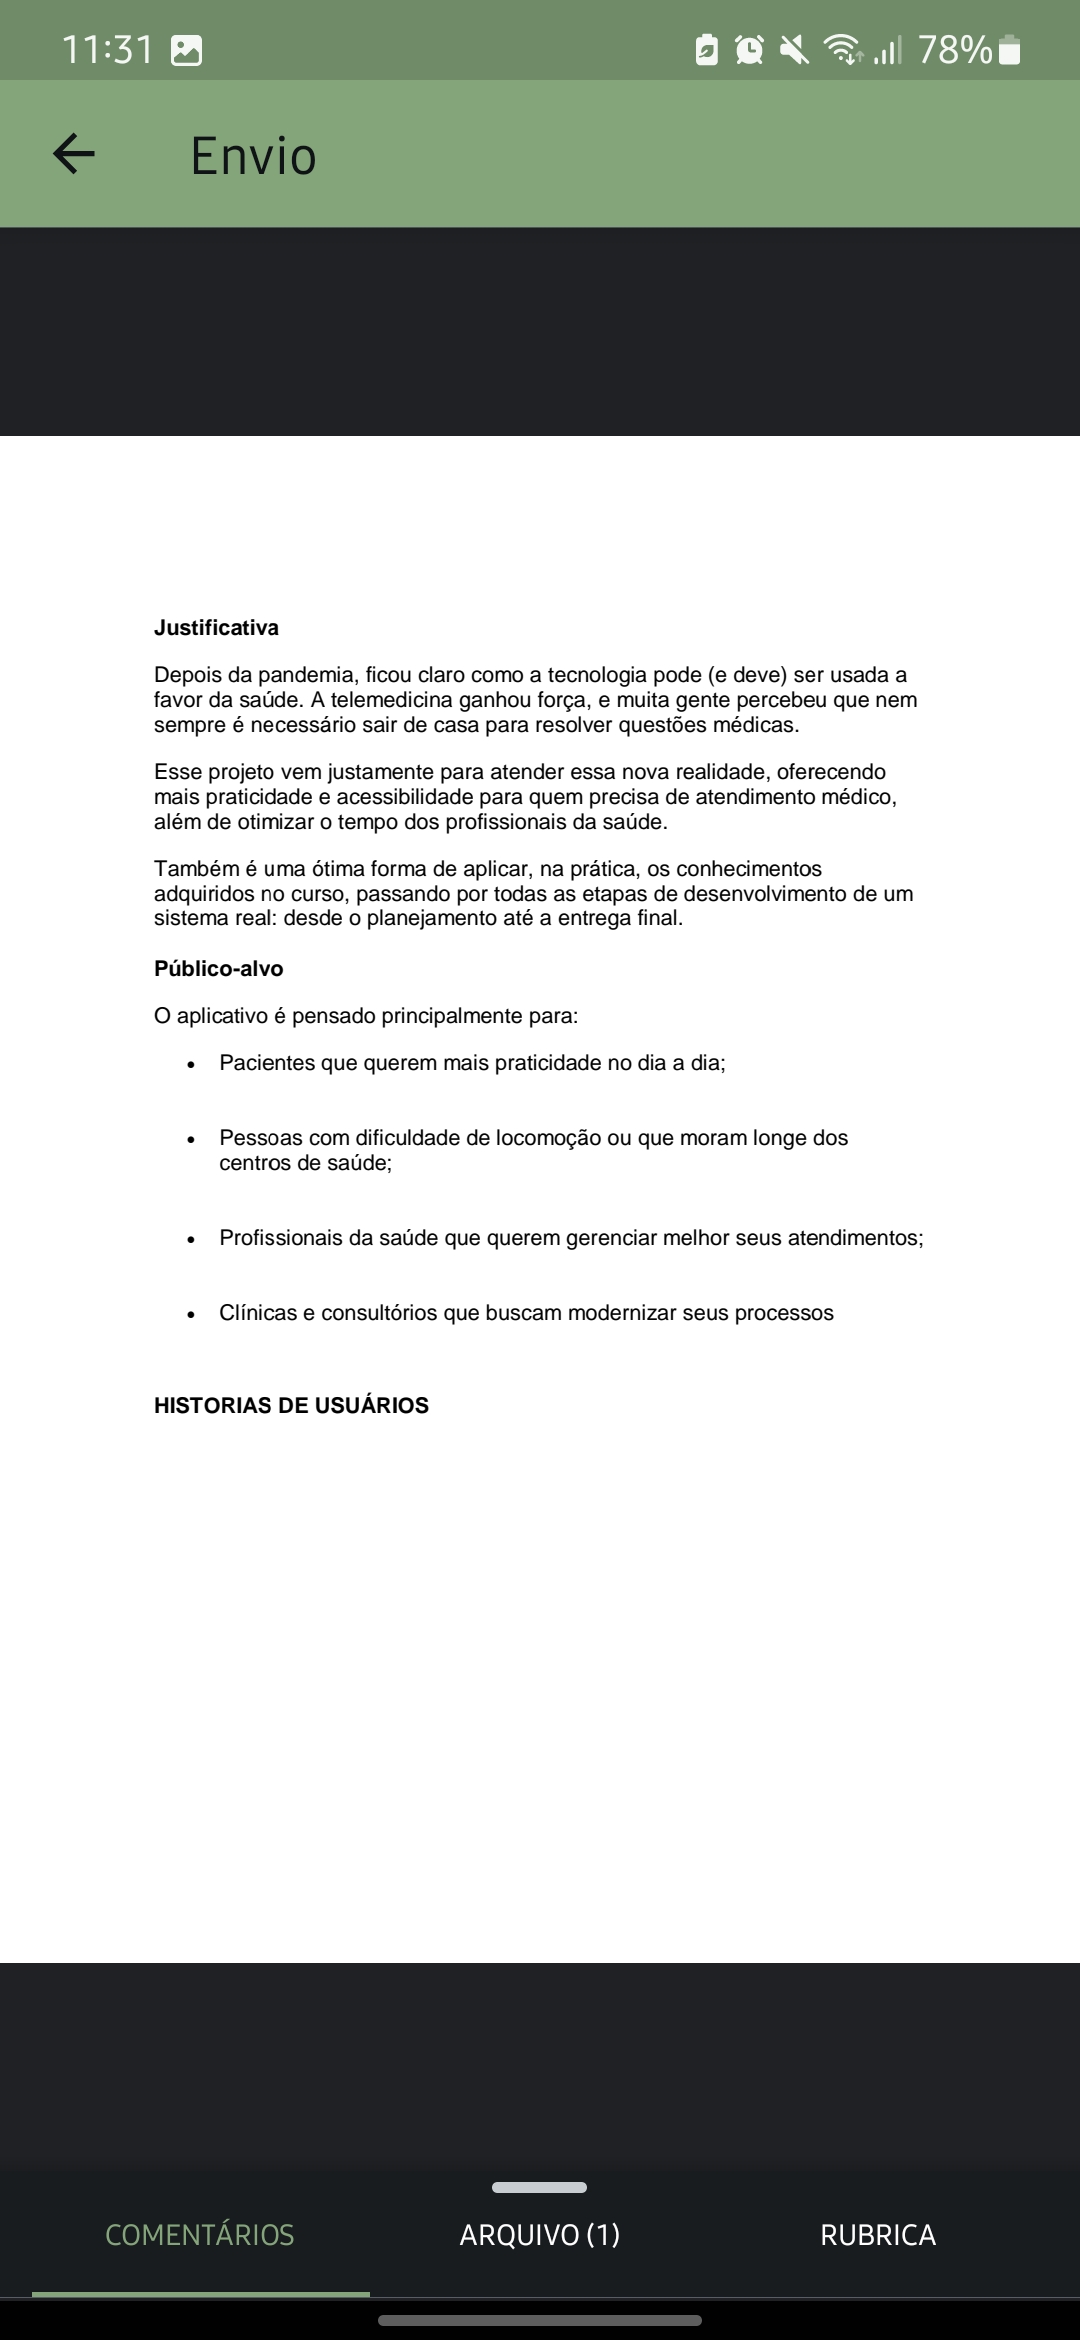 11:31
78%
Envio
Justificativa
Depois da pandemia, ficou claro como a tecnologia pode (e deve) ser usada a
favor da saúde. A telemedicina ganhou força, e muita gente percebeu que nem
sempre é necessário sair de casa para resolver questões médicas.
Esse projeto vem justamente para atender essa nova realidade, oferecendo
mais praticidade e acessibilidade para quem precisa de atendimento médico,
além de otimizar o tempo dos profissionais da saúde.
Também é uma ótima forma de aplicar, na prática, os conhecimentos
adquiridos no curso, passando por todas as etapas de desenvolvimento de um
sistema real: desde o planejamento até a entrega final.
Público-alvo
O aplicativo é pensado principalmente para:
• Pacientes que querem mais praticidade no dia a dia;
• Pessoas com dificuldade de locomoção ou que moram longe dos
centros de saúde;
• Profissionais da saúde que querem gerenciar melhor seus atendimentos;
• Clínicas e consultórios que buscam modernizar seus processos
HISTORIAS DE USUÁRIOS
COMENTÁRIOS
ARQUIVO (1)
RUBRICA